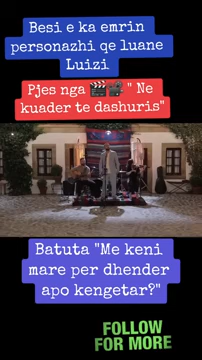 Besi e ka emrin
personazhi qe luane
Luizi
Pjes nga 🎬🎥 " Ne
kuader te dashuris"
Batuta "Me keni
mare per dhender
apo kengetar?"
FOLLOW
FOR MORE